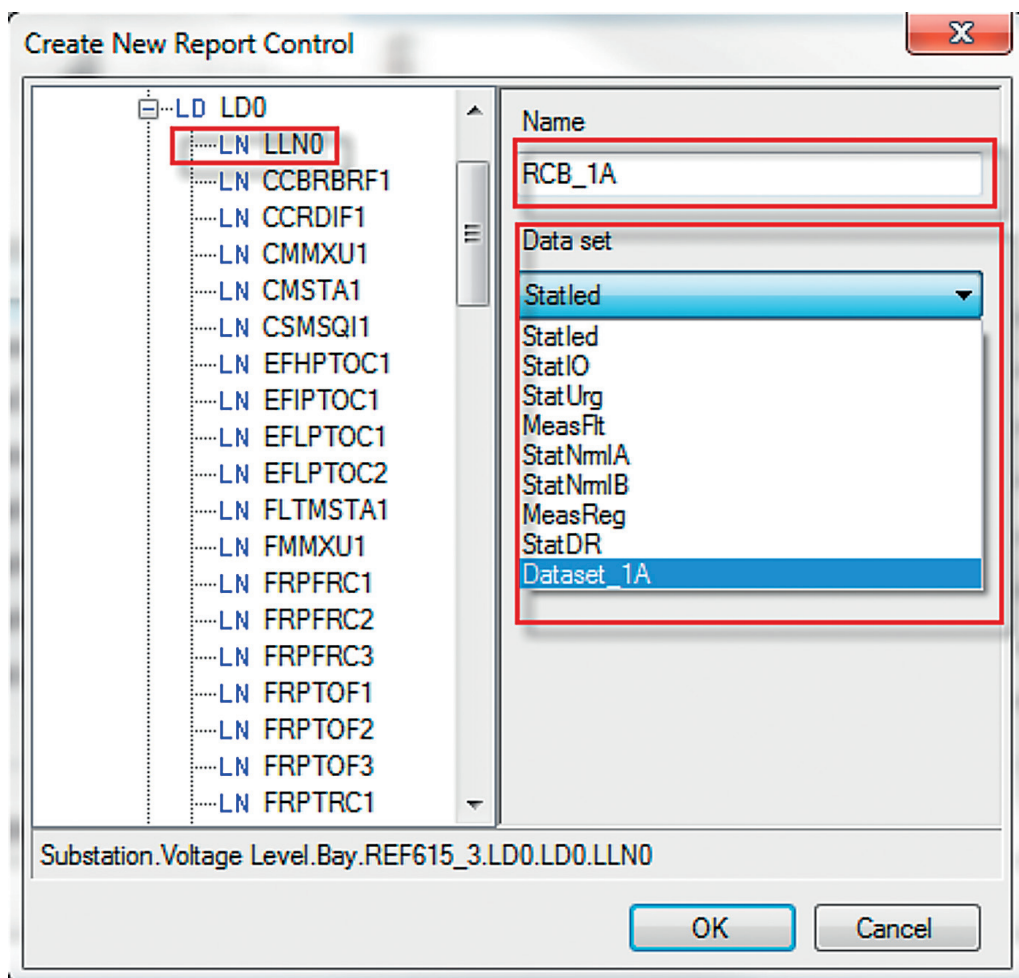 Create New Report Control
LD LD0
LN LLN0
LN CCBRBRF1
LN CCRDIF1
LN CMMXU1
LN CMSTA1
LN CSMSQI1
LN EFHPTOC1
LN EFIPTOC1
LN EFLPTOC1
LN EFLPTOC2
LN FLTMSTA1
LN FMMXU1
LN FRPFRC1
LN FRPFRC2
LN FRPFRC3
LN FRPTOF1
LN FRPTOF2
LN FRPTOF3
LN FRPTRC1
Name
RCB_1A
Data set
StatIed
StatIed
StatIO
StatUrg
MeasFlt
StatNrmlA
StatNrmlB
MeasReg
StatDR
Dataset_1A
Substation.Voltage Level.Bay.REF615_3.LD0.LD0.LLN0
OK
Cancel